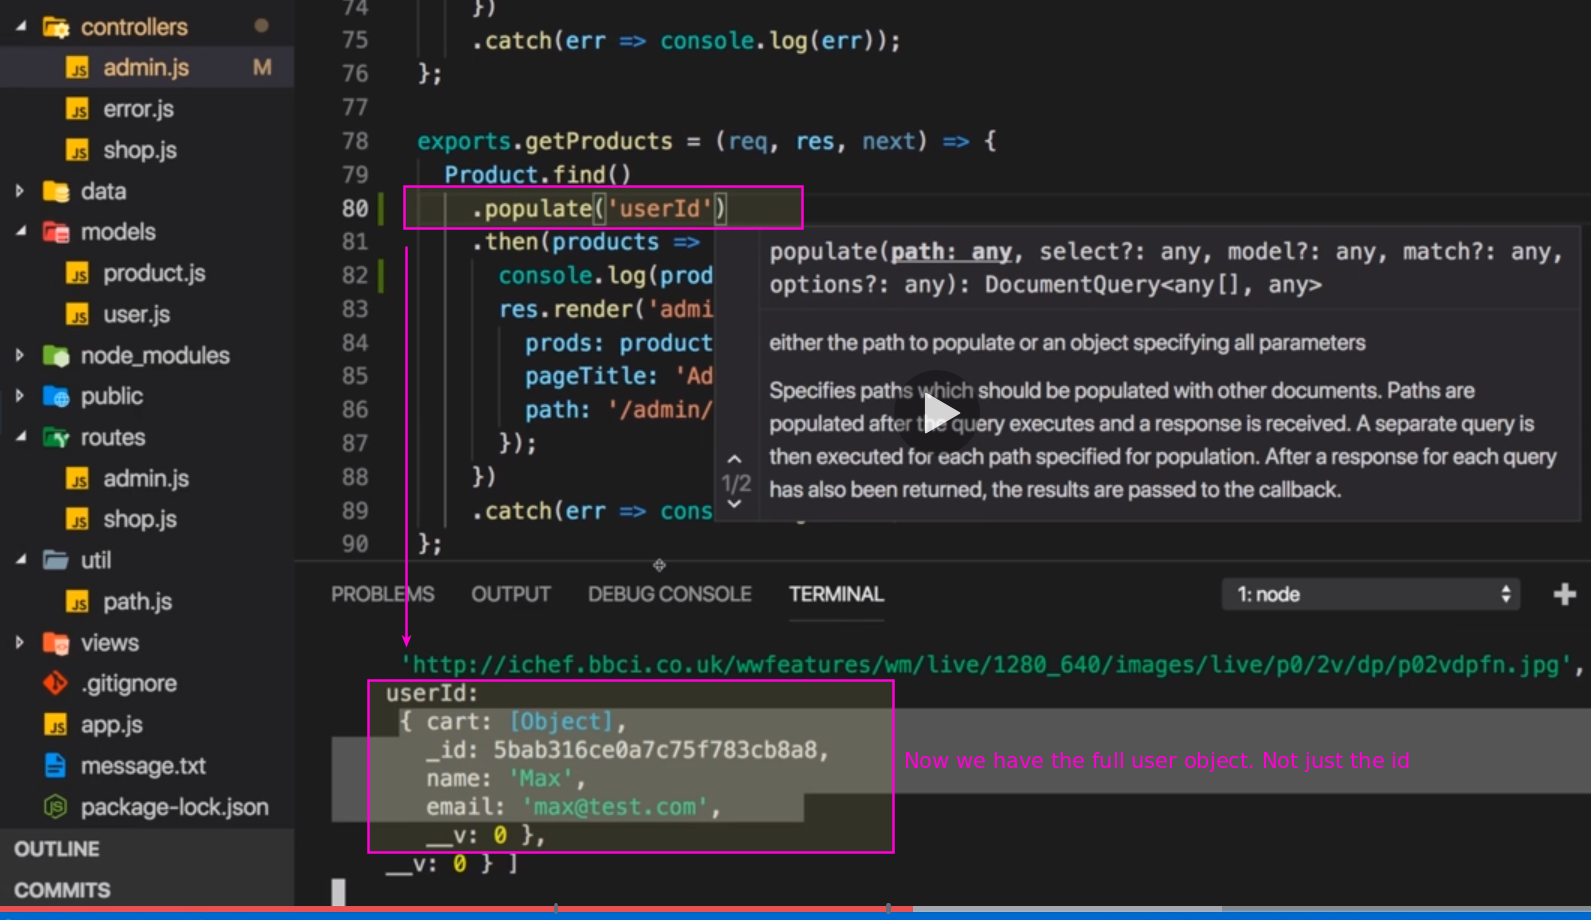 controllers
admin.js M
error.js
shop.js
data
models
product.js
user.js
node_modules
public
routes
admin.js
shop.js
util
path.js
views
.gitignore
app.js
message.txt
package-lock.json
OUTLINE
COMMITS
74 })
75 .catch(err => console.log(err));
76 };
77
78 exports.getProducts = (req, res, next) => {
79 Product.find()
80 .populate('userId')
81 .then(products =>
82 console.log(prod
83 res.render('admi
84 prods: product
85 pageTitle: 'Ad
86 path: '/admin/
87 });
88 })
89 .catch(err => cons
90 };
populate(path: any, select?: any, model?: any, match?: any,
options?: any): DocumentQuery<any[], any>
either the path to populate or an object specifying all parameters
Specifies paths which should be populated with other documents. Paths are
populated after the query executes and a response is received. A separate query is
then executed for each path specified for population. After a response for each query
has also been returned, the results are passed to the callback.
1/2
PROBLEMS OUTPUT DEBUG CONSOLE TERMINAL 1: node
'http://ichef.bbci.co.uk/wwfeatures/wm/live/1280_640/images/live/p0/2v/dp/p02vdpfn.jpg',
userId:
{ cart: [Object],
_id: 5bab316ce0a7c75f783cb8a8,
name: 'Max',
email: 'max@test.com',
__v: 0 },
__v: 0 } ]
Now we have the full user object. Not just the id